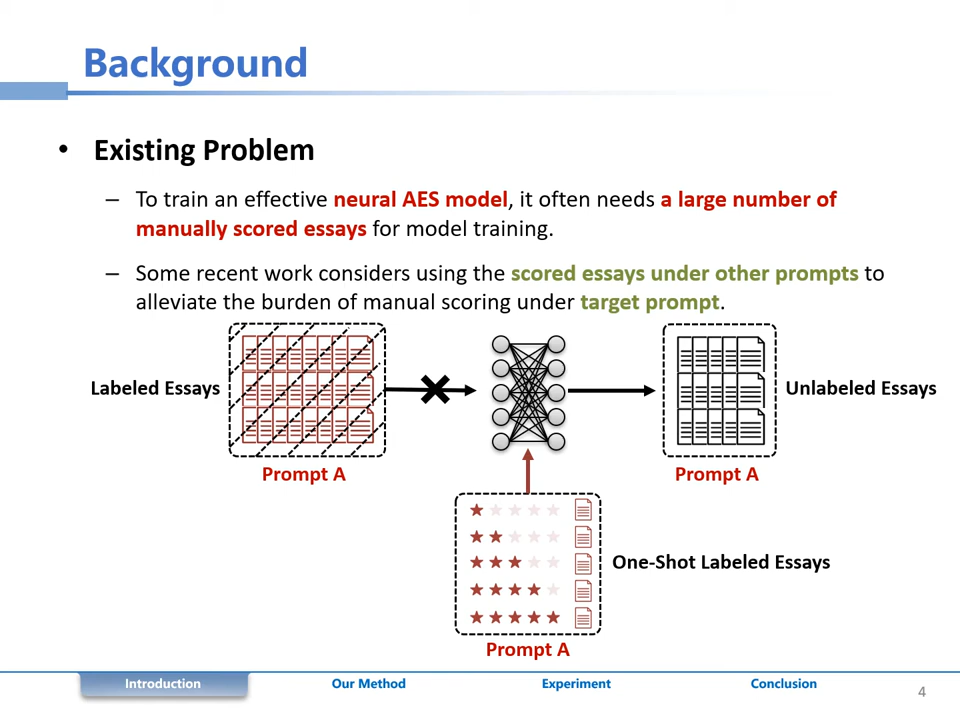 Background
• Existing Problem
– To train an effective neural AES model, it often needs a large number of
manually scored essays for model training.
– Some recent work considers using the scored essays under other prompts to
alleviate the burden of manual scoring under target prompt.
Labeled Essays
Unlabeled Essays
Prompt A
Prompt A
One-Shot Labeled Essays
Prompt A
Introduction
Our Method
Experiment
Conclusion
4